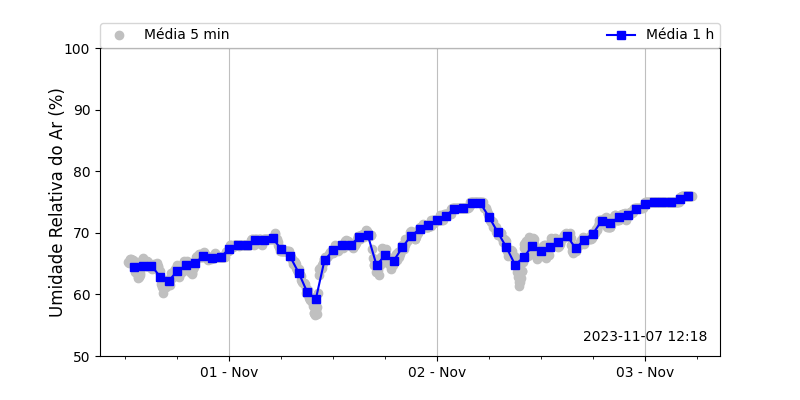 Média 5 min
Média 1 h
100
90
80
70
60
50
Umidade Relativa do Ar (%)
2023-11-07 12:18
01 - Nov
02 - Nov
03 - Nov